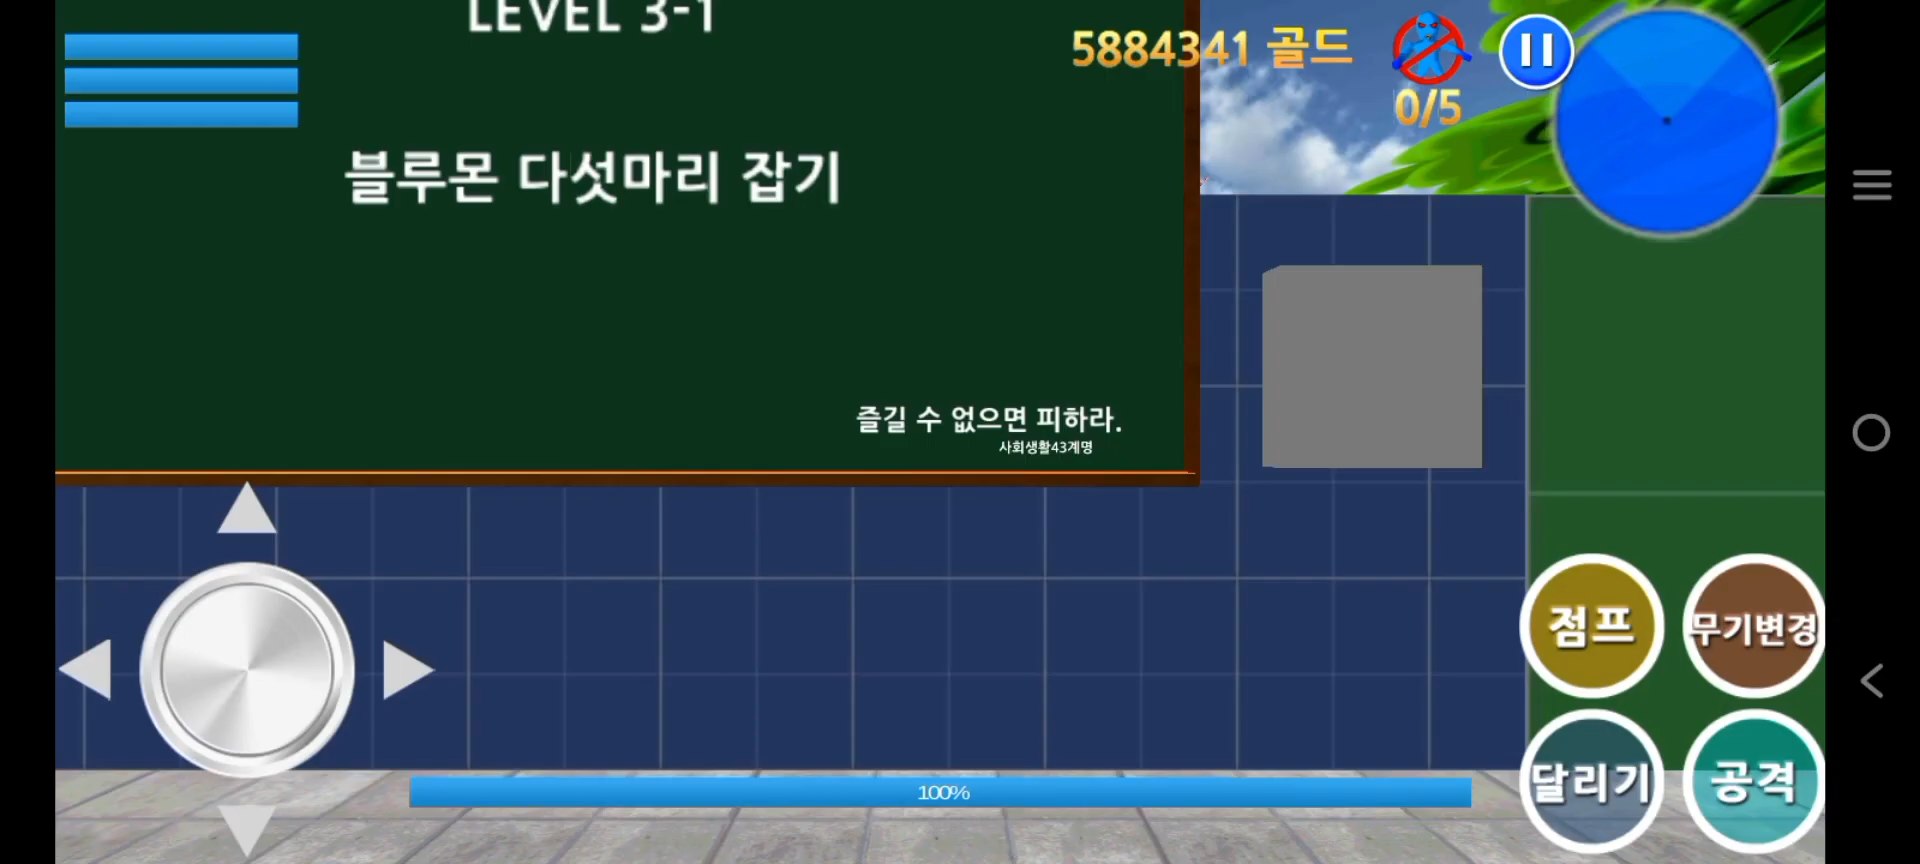 LEVEL 3-1
5884341 골드
0/5
블루몬 다섯마리 잡기
즐길 수 없으면 피하라.
사회생활43계명
점프
무기변경
달리기
공격
100%